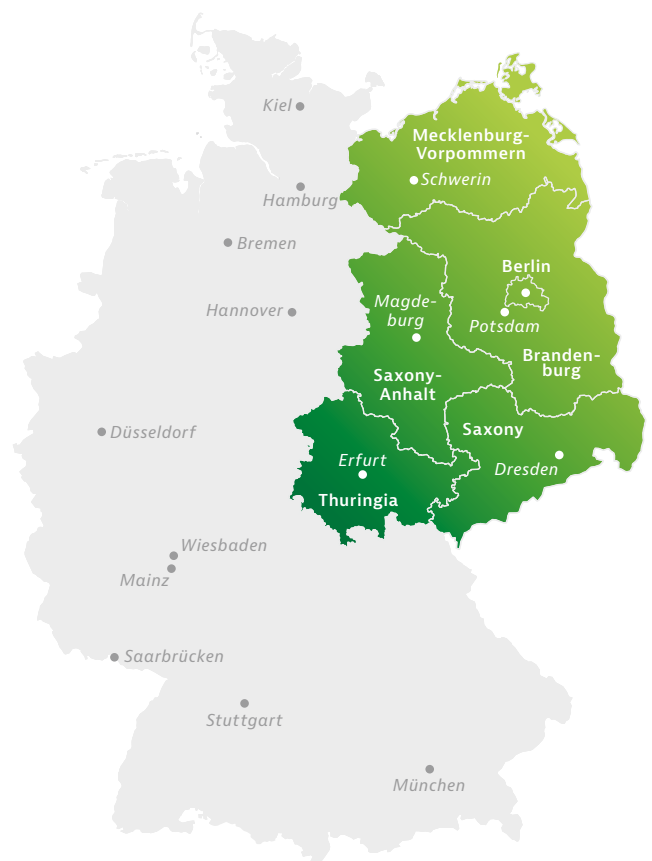 Kiel
Mecklenburg-
Vorpommern
Schwerin
Hamburg
Bremen
Berlin
Hannover
Magde-
burg
Potsdam
Branden-
burg
Saxony-
Anhalt
Düsseldorf
Saxony
Erfurt
Dresden
Thuringia
Wiesbaden
Mainz
Saarbrücken
Stuttgart
München